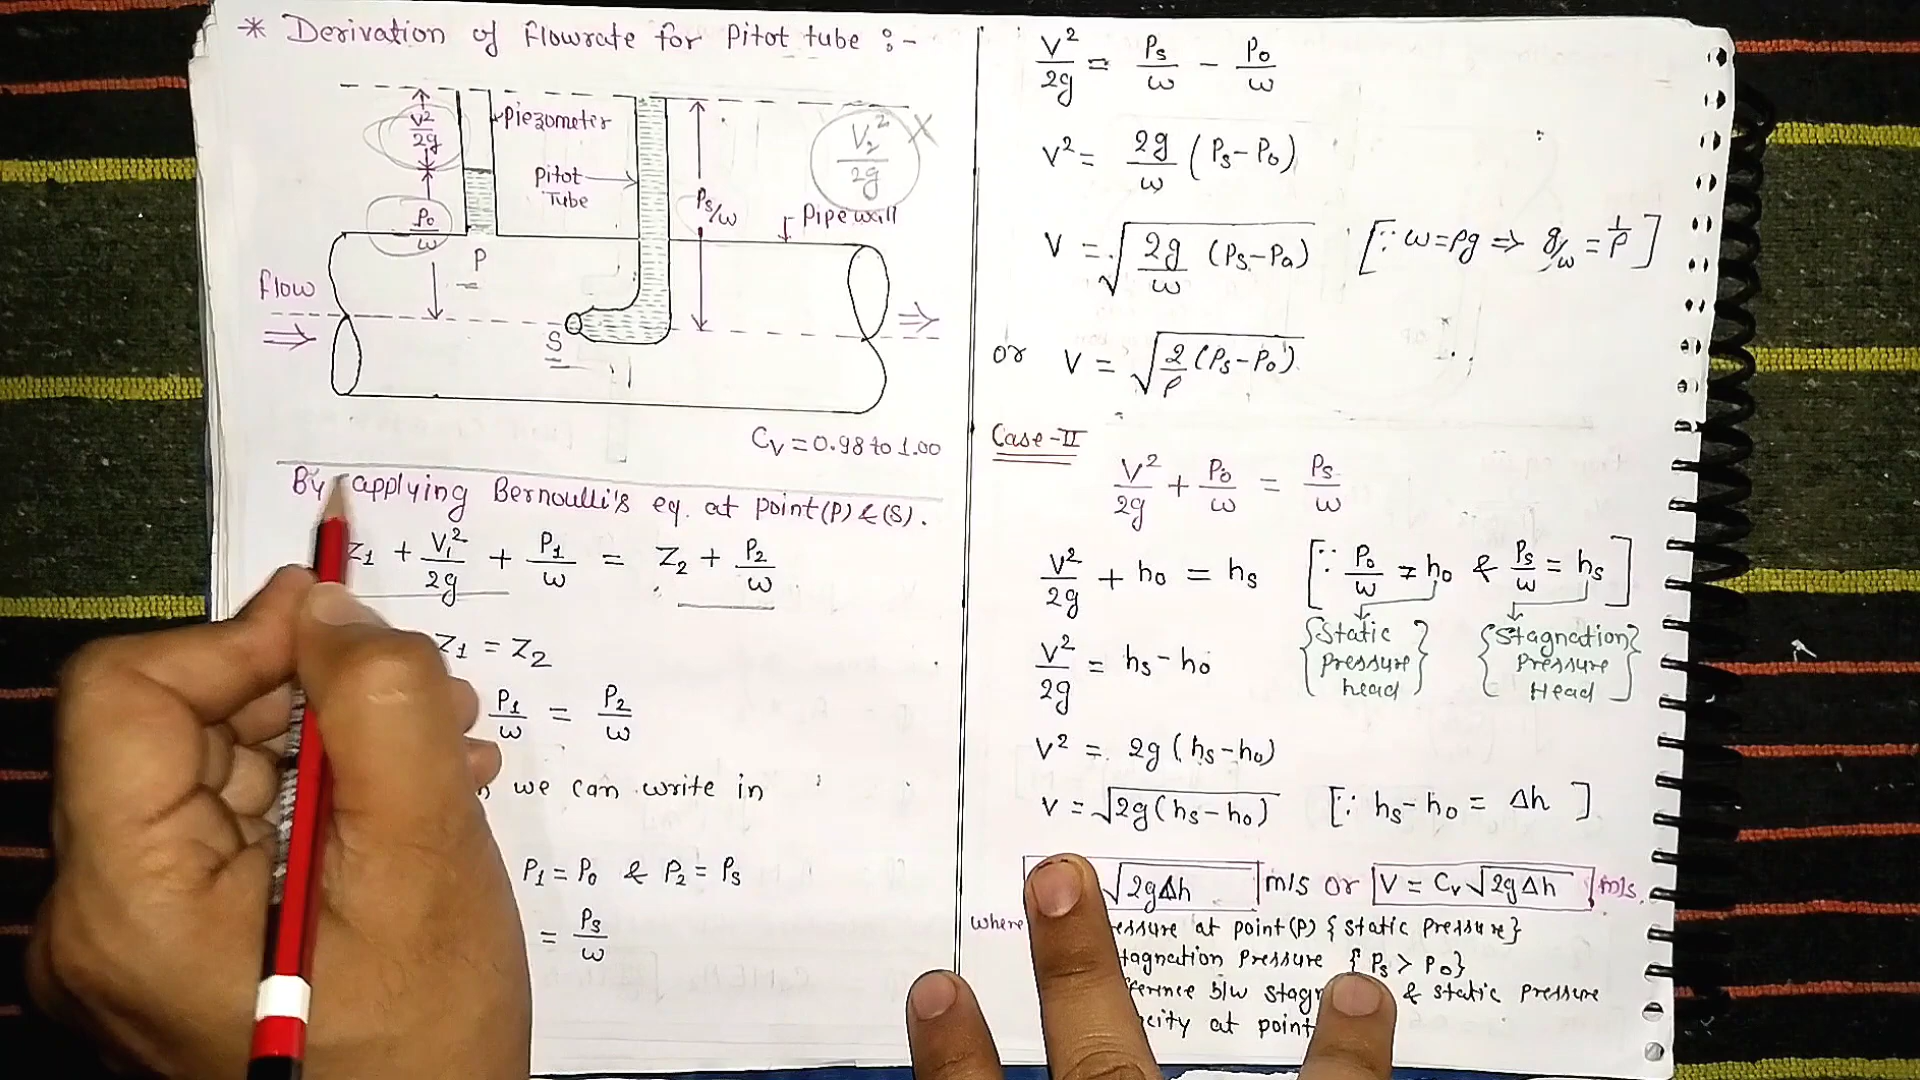 * Derivation of flowrate for Pitot tube :-
V²/2g
Piezometer
Pitot Tube
P₀/ω
Ps/ω
V₂²/2g X
Pipe wall
P
flow
S
Cv = 0.98 to 1.00
By applying Bernoulli's eq. at point (P) & (S).
Z₁ + V₁²/2g + P₁/ω = Z₂ + P₂/ω
Z₁ = Z₂
P₁/ω = P₂/ω
we can write in
P₁ = P₀ & P₂ = Ps
= Ps/ω
V²/2g = Ps/ω - P₀/ω
V² = 2g/ω (Ps-P₀)
V = √2g/ω (Ps-Pa) [∵ ω=ρg => g/ω = 1/ρ]
or V = √2/ρ (Ps-P₀)
Case-II
V²/2g + P₀/ω = Ps/ω
V²/2g + h₀ = hs [∵ P₀/ω = h₀ & Ps/ω = hs]
{Static pressure head} {Stagnation pressure Head}
V²/2g = hs - h₀
V² = 2g (hs-h₀)
V = √2g(hs-h₀) [∵ hs-h₀ = Δh ]
√2gΔh m/s or V = Cv √2gΔh m/s.
where essure at point (P) {static pressure}
tagnation pressure { Ps > P₀}
ference b/w stag & static pressure
city at point